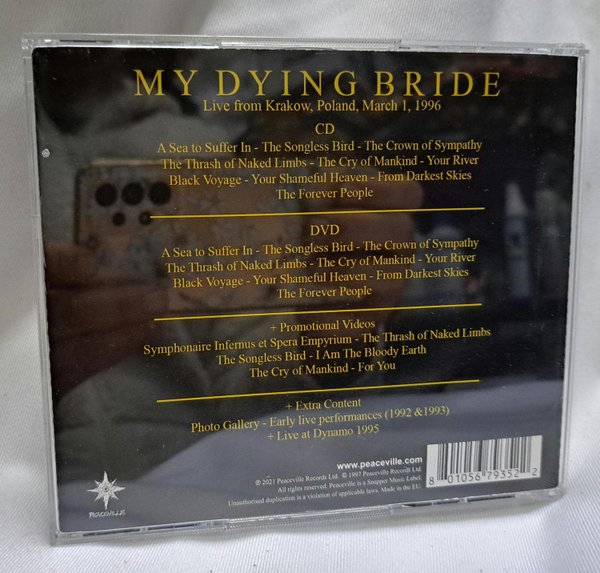 MY DYING BRIDE
Live from Krakow, Poland, March 1, 1996
CD
A Sea to Suffer In - The Songless Bird - The Crown of Sympathy
The Thrash of Naked Limbs - The Cry of Mankind - Your River
Black Voyage - Your Shameful Heaven - From Darkest Skies
The Forever People
DVD
A Sea to Suffer In - The Songless Bird - The Crown of Sympathy
The Thrash of Naked Limbs - The Cry of Mankind - Your River
Black Voyage - Your Shameful Heaven - From Darkest Skies
The Forever People
+ Promotional Videos
Symphonaire Infernus et Spera Empyrium - The Thrash of Naked Limbs
The Songless Bird - I Am The Bloody Earth
The Cry of Mankind - For You
+ Extra Content
Photo Gallery - Early live performances (1992 &1993)
+ Live at Dynamo 1995
www.peaceville.com
℗ 2021 Peaceville Records Ltd. © 1997 Peaceville Records Ltd.
All rights reserved. Peaceville is a Snapper Music Label.
Unauthorised duplication is a violation of applicable laws. Made in the EU.
8 01056 79352 2
PEACEVILLE